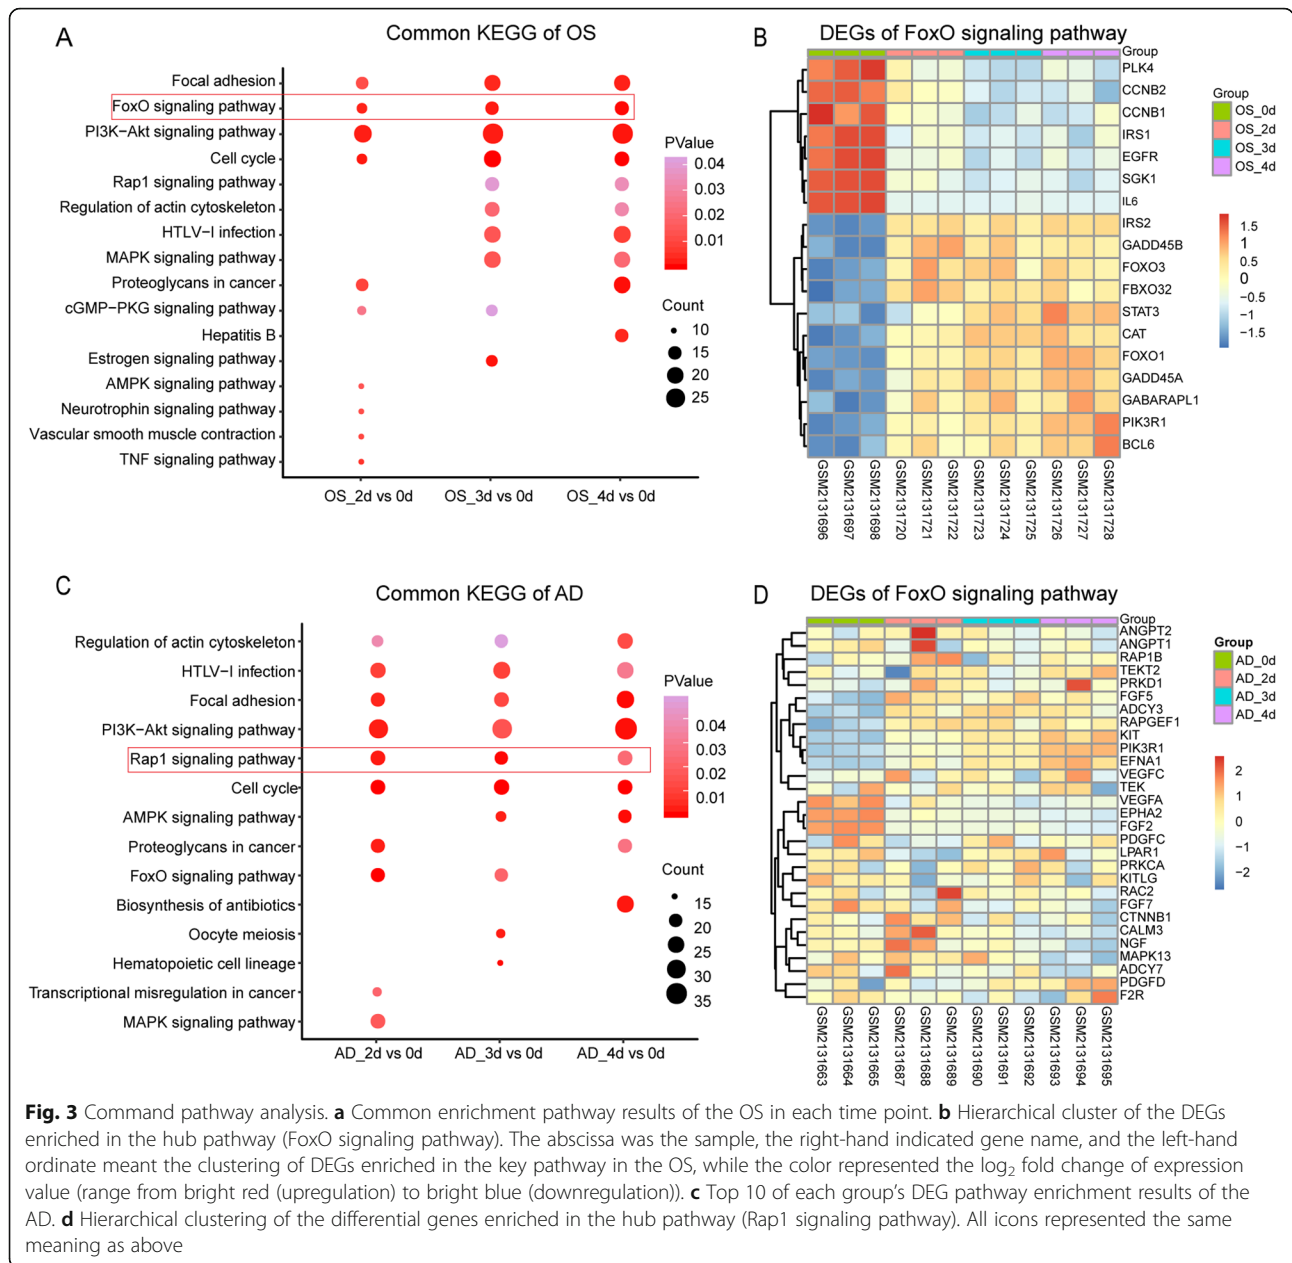 A
Common KEGG of OS
Focal adhesion
FoxO signaling pathway
PI3K−Akt signaling pathway
Cell cycle
Rap1 signaling pathway
Regulation of actin cytoskeleton
HTLV−I infection
MAPK signaling pathway
Proteoglycans in cancer
cGMP−PKG signaling pathway
Hepatitis B
Estrogen signaling pathway
AMPK signaling pathway
Neurotrophin signaling pathway
Vascular smooth muscle contraction
TNF signaling pathway
OS_2d vs 0d
OS_3d vs 0d
OS_4d vs 0d
PValue
0.04
0.03
0.02
0.01
Count
10
15
20
25
B
DEGs of FoxO signaling pathway
Group
PLK4
CCNB2
CCNB1
IRS1
EGFR
SGK1
IL6
IRS2
GADD45B
FOXO3
FBXO32
STAT3
CAT
FOXO1
GADD45A
GABARAPL1
PIK3R1
BCL6
GSM2131696
GSM2131697
GSM2131698
GSM2131720
GSM2131721
GSM2131722
GSM2131723
GSM2131724
GSM2131725
GSM2131726
GSM2131727
GSM2131728
Group
OS_0d
OS_2d
OS_3d
OS_4d
1.5
1
0.5
0
−0.5
−1
−1.5
C
Common KEGG of AD
Regulation of actin cytoskeleton
HTLV−I infection
Focal adhesion
PI3K−Akt signaling pathway
Rap1 signaling pathway
Cell cycle
AMPK signaling pathway
Proteoglycans in cancer
FoxO signaling pathway
Biosynthesis of antibiotics
Oocyte meiosis
Hematopoietic cell lineage
Transcriptional misregulation in cancer
MAPK signaling pathway
AD_2d vs 0d
AD_3d vs 0d
AD_4d vs 0d
PValue
0.04
0.03
0.02
0.01
Count
15
20
25
30
35
D
DEGs of FoxO signaling pathway
Group
ANGPT2
ANGPT1
RAP1B
TEKT2
PRKD1
FGF5
ADCY3
RAPGEF1
KIT
PIK3R1
EFNA1
VEGFC
TEK
VEGFA
EPHA2
FGF2
PDGFC
LPAR1
PRKCA
KITLG
RAC2
FGF7
CTNNB1
CALM3
NGF
MAPK13
ADCY7
PDGFD
F2R
GSM2131663
GSM2131664
GSM2131665
GSM2131687
GSM2131688
GSM2131689
GSM2131690
GSM2131691
GSM2131692
GSM2131693
GSM2131694
GSM2131695
Group
AD_0d
AD_2d
AD_3d
AD_4d
2
1
0
−1
−2
Fig. 3 Command pathway analysis. a Common enrichment pathway results of the OS in each time point. b Hierarchical cluster of the DEGs
enriched in the hub pathway (FoxO signaling pathway). The abscissa was the sample, the right-hand indicated gene name, and the left-hand
ordinate meant the clustering of DEGs enriched in the key pathway in the OS, while the color represented the log2 fold change of expression
value (range from bright red (upregulation) to bright blue (downregulation)). c Top 10 of each group's DEG pathway enrichment results of the
AD. d Hierarchical clustering of the differential genes enriched in the hub pathway (Rap1 signaling pathway). All icons represented the same
meaning as above